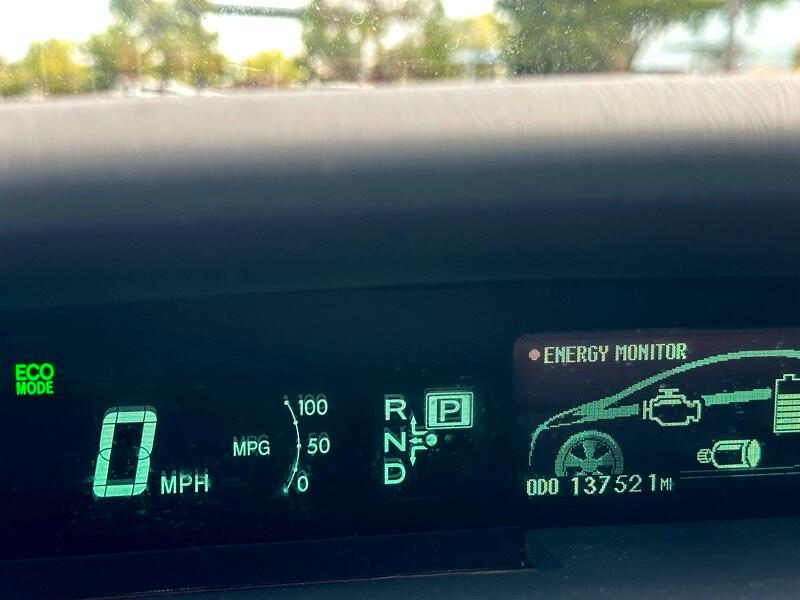 ECO
MODE
0 MPH
MPG
100
50
0
R
P
N
D
ENERGY MONITOR
ODO 137521 MI